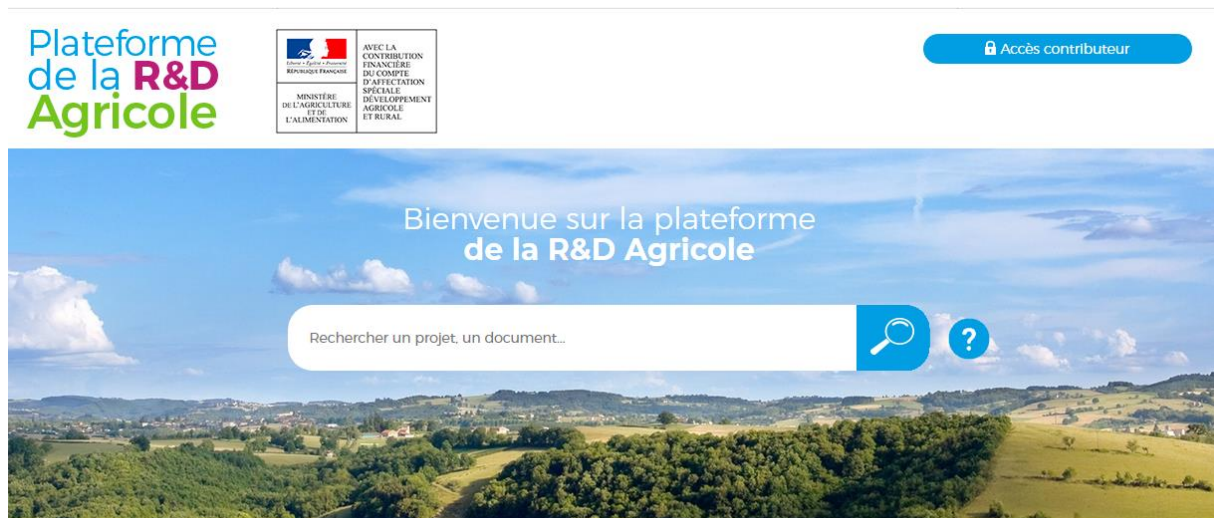 Plateforme
de la R&D
Agricole
Liberté • Égalité • Fraternité
RÉPUBLIQUE FRANÇAISE
MINISTÈRE
DE L'AGRICULTURE
ET DE
L'ALIMENTATION
AVEC LA
CONTRIBUTION
FINANCIÈRE
DU COMPTE
D'AFFECTATION
SPÉCIALE
DÉVELOPPEMENT
AGRICOLE
ET RURAL
Accès contributeur
Bienvenue sur la plateforme
de la R&D Agricole
Rechercher un projet, un document...
?